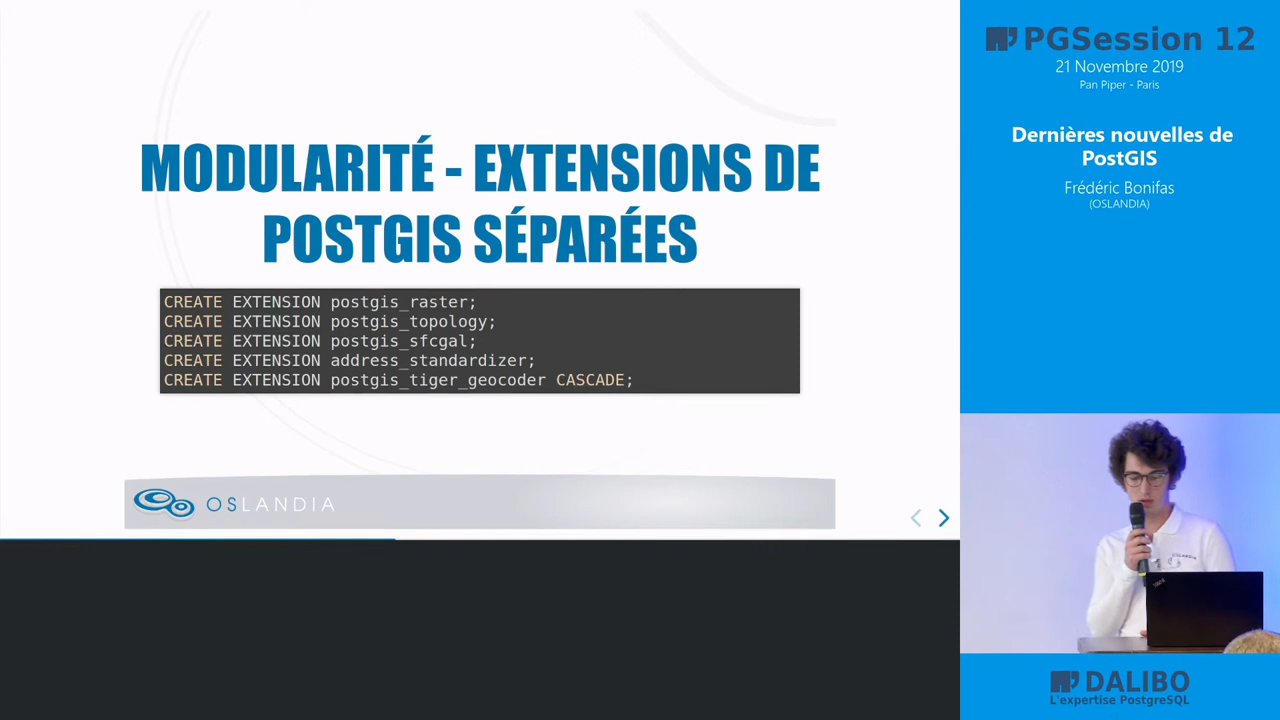 MODULARITÉ - EXTENSIONS DE
POSTGIS SÉPARÉES
CREATE EXTENSION postgis_raster;
CREATE EXTENSION postgis_topology;
CREATE EXTENSION postgis_sfcgal;
CREATE EXTENSION address_standardizer;
CREATE EXTENSION postgis_tiger_geocoder CASCADE;
OSLANDIA
PGSession 12
21 Novembre 2019
Pan Piper - Paris
Dernières nouvelles de
PostGIS
Frédéric Bonifas
(OSLANDIA)
OSLANDIA
DALIBO
L'expertise PostgreSQL